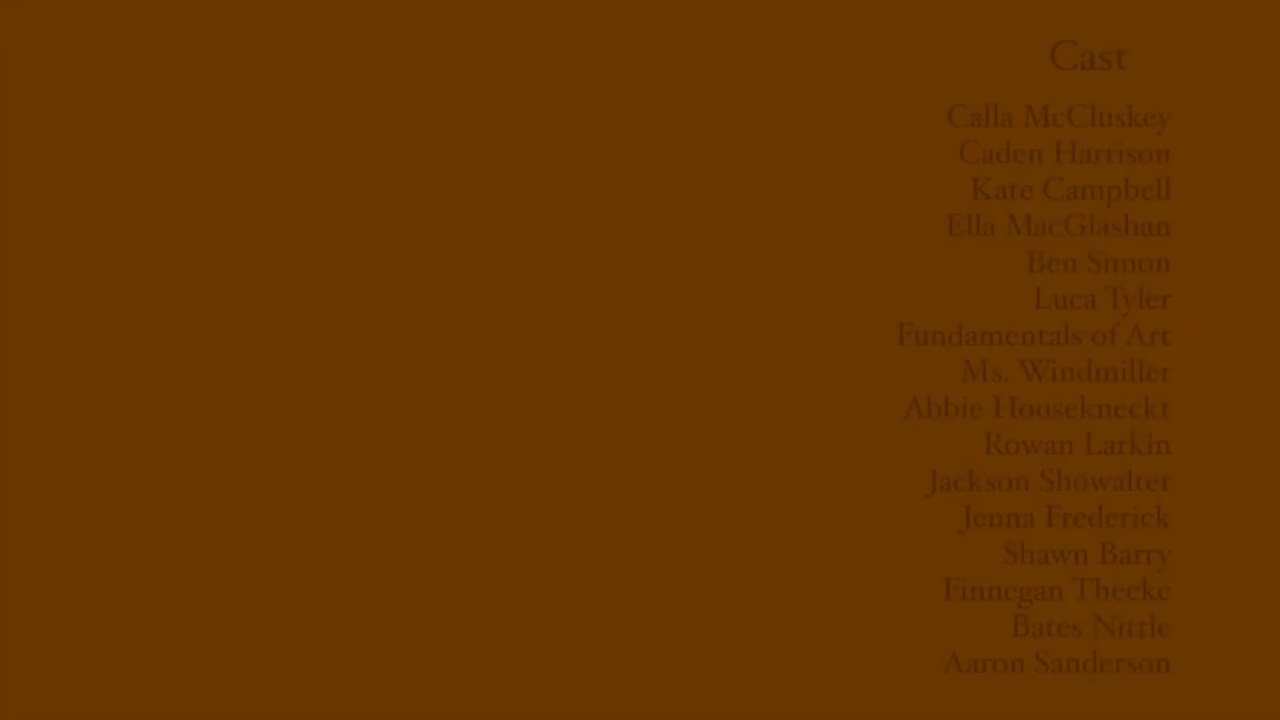 Cast
Calla McCluskey
Caden Harrison
Kate Campbell
Ella MacGlashan
Ben Simon
Luca Tyler
Fundamentals of Art
Ms. Windmiller
Abbie Housekneckt
Rowan Larkin
Jackson Showalter
Jenna Frederick
Shawn Barry
Finnegan Theeke
Bates Nittle
Aaron Sanderson